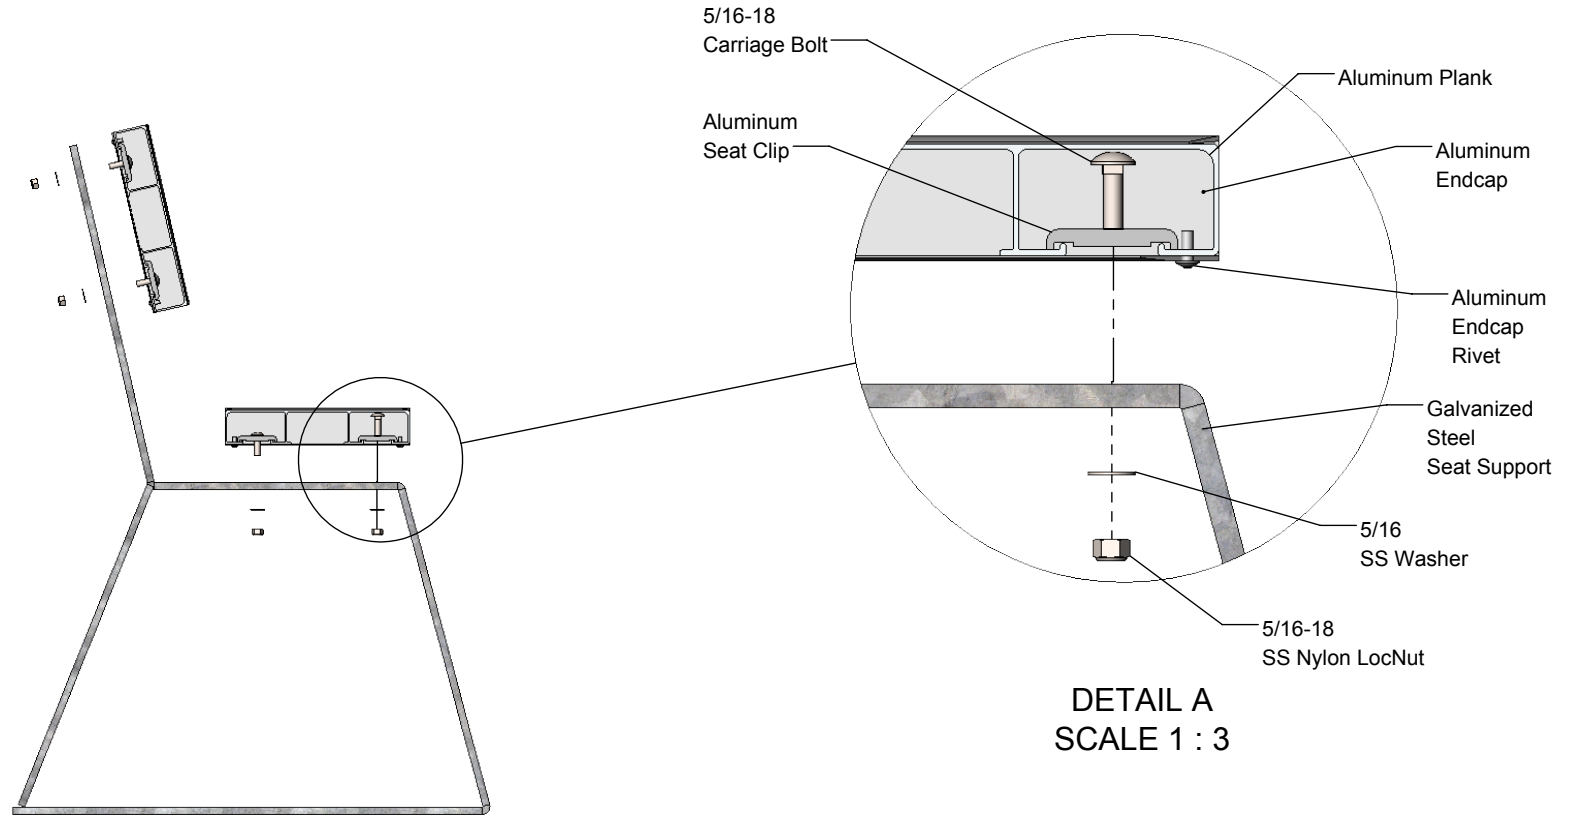 5/16-18
Carriage Bolt
Aluminum
Seat Clip
Aluminum Plank
Aluminum
Endcap
Aluminum
Endcap
Rivet
Galvanized
Steel
Seat Support
5/16
SS Washer
5/16-18
SS Nylon LocNut
DETAIL A
SCALE 1 : 3